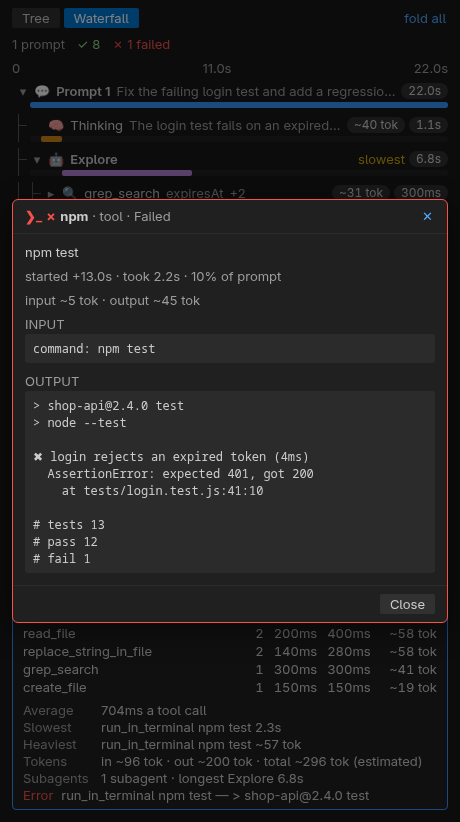 Tree Waterfall fold all
1 prompt ✓ 8 × 1 failed
0 11.0s 22.0s
▾ 💬 Prompt 1 Fix the failing login test and add a regressio... 22.0s
🧠 Thinking The login test fails on an expired... ~40 tok 1.1s
▾ 🤖 Explore slowest 6.8s
▸ 🔍 grep_search expiresAt +2 ~31 tok 300ms
❯_ × npm · tool · Failed ×
npm test
started +13.0s · took 2.2s · 10% of prompt
input ~5 tok · output ~45 tok
INPUT
command: npm test
OUTPUT
> shop-api@2.4.0 test
> node --test
✖ login rejects an expired token (4ms)
AssertionError: expected 401, got 200
at tests/login.test.js:41:10
# tests 13
# pass 12
# fail 1
Close
read_file 2 200ms 400ms ~58 tok
replace_string_in_file 2 140ms 280ms ~58 tok
grep_search 1 300ms 300ms ~41 tok
create_file 1 150ms 150ms ~19 tok
Average 704ms a tool call
Slowest run_in_terminal npm test 2.3s
Heaviest run_in_terminal npm test ~57 tok
Tokens in ~96 tok · out ~200 tok · total ~296 tok (estimated)
Subagents 1 subagent · longest Explore 6.8s
Error run_in_terminal npm test — > shop-api@2.4.0 test